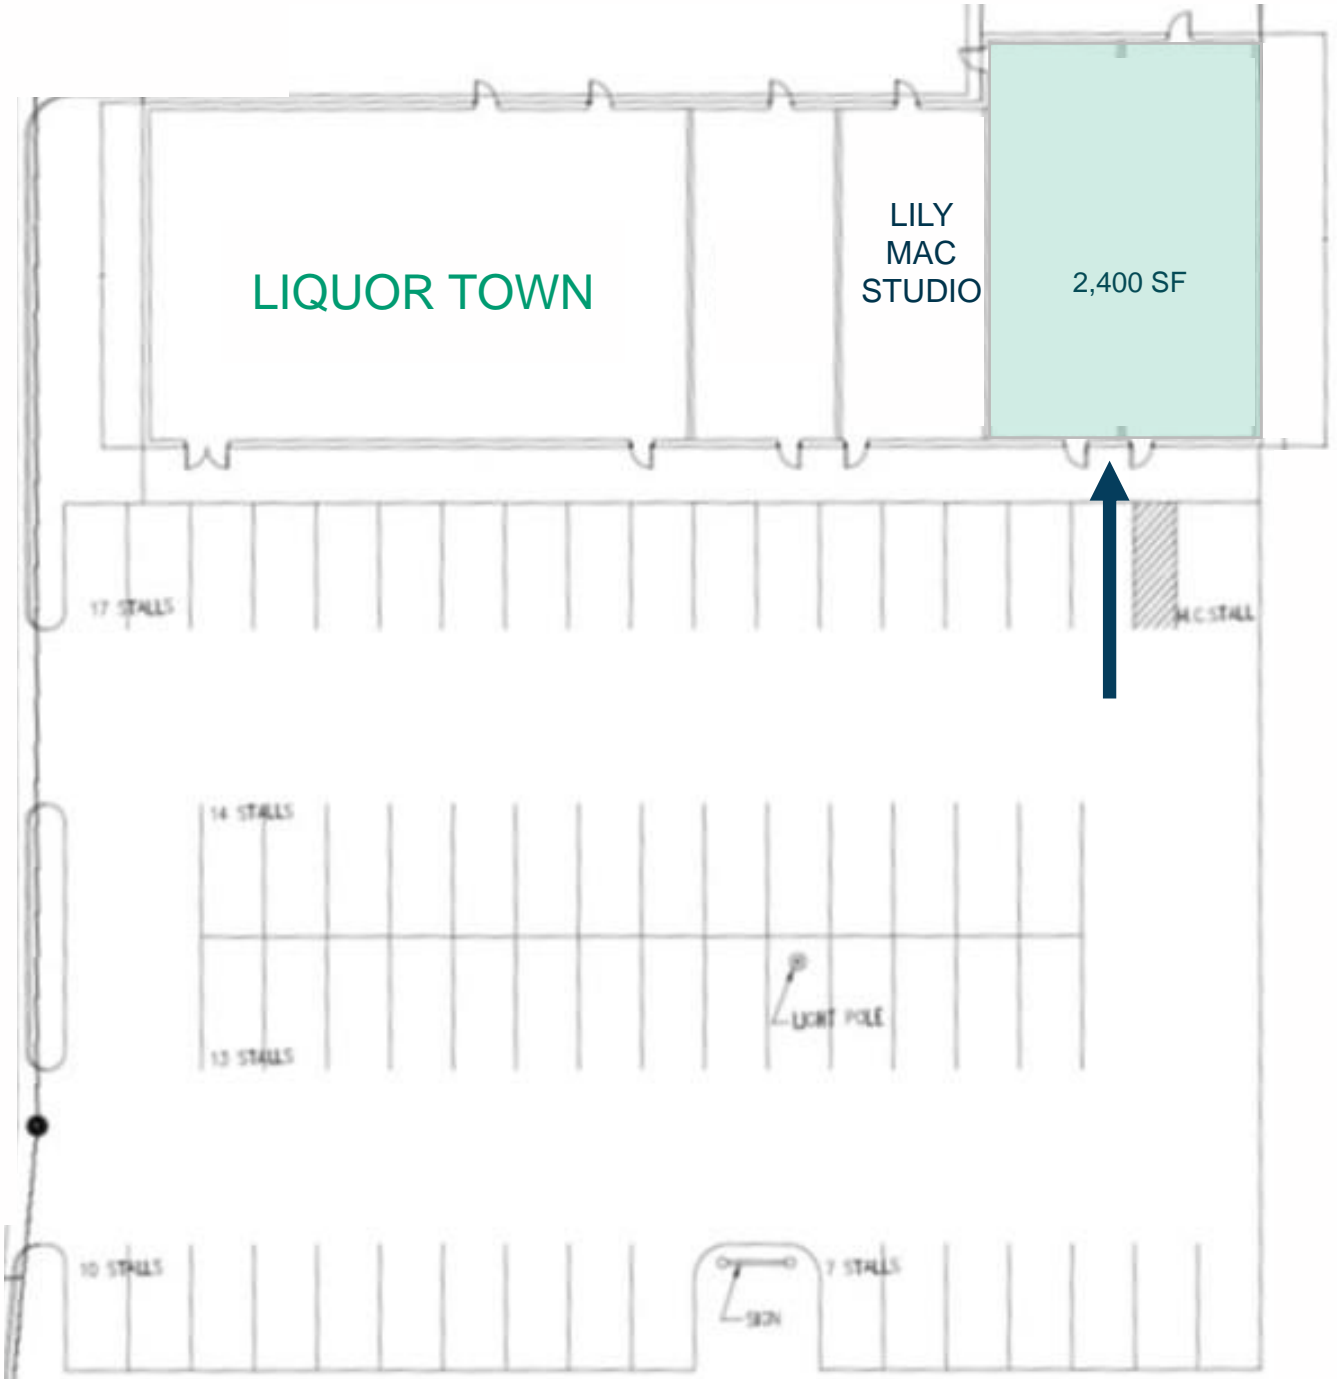 LILY
MAC
STUDIO
LIQUOR TOWN
2,400 SF
17 STALLS
H.C.STALL
14 STALLS
LIGHT POLE
13 STALLS
10 STALLS
7 STALLS
SIGN